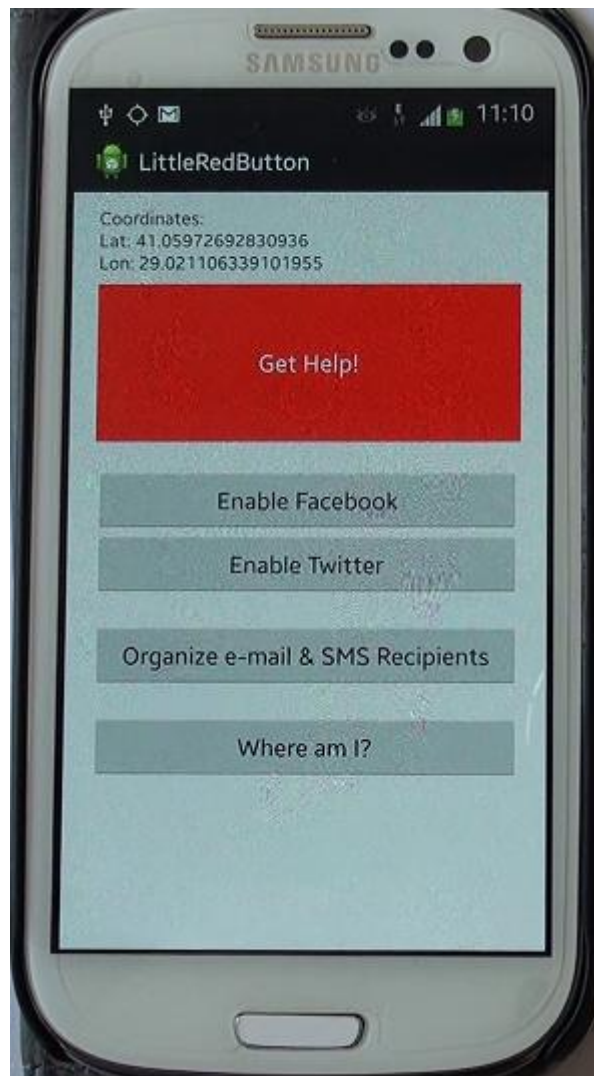 SAMSUNG
11:10
LittleRedButton
Coordinates:
Lat: 41.05972692830936
Lon: 29.021106339101955
Get Help!
Enable Facebook
Enable Twitter
Organize e-mail & SMS Recipients
Where am I?